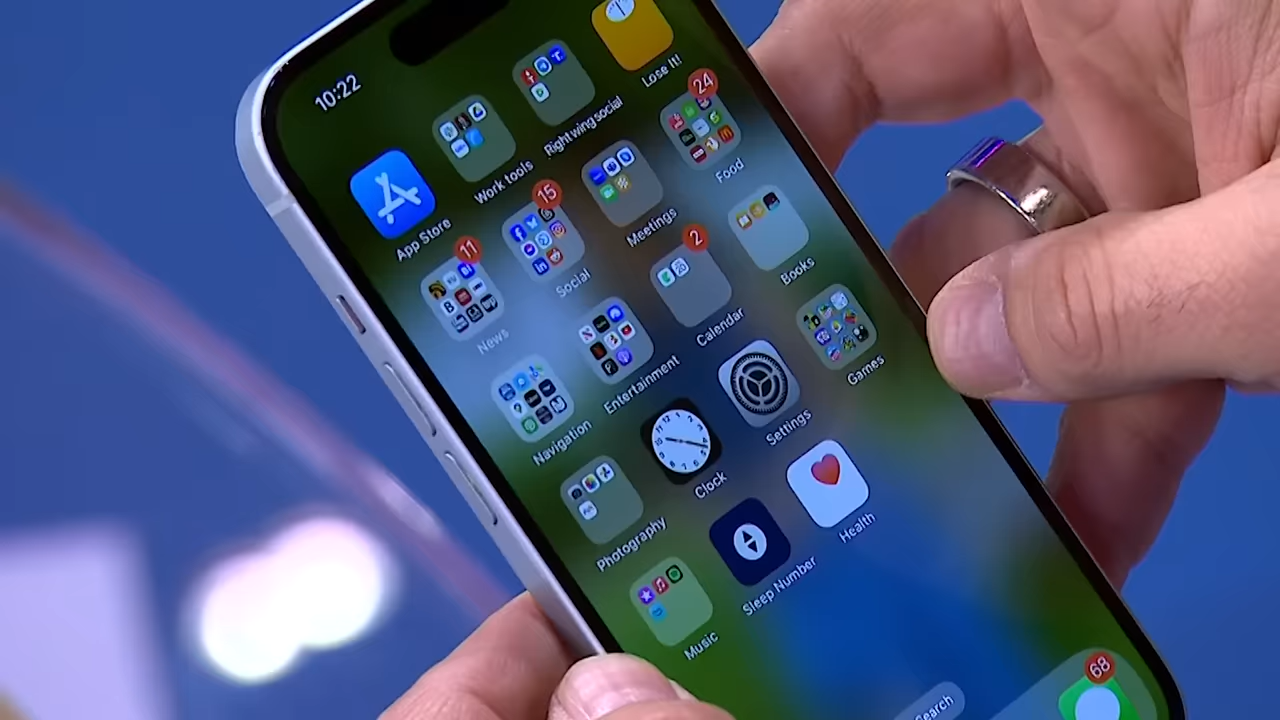 10:22
App Store
Work tools
Right wing social
Lose It!
11
News
15
Social
Meetings
24
Food
Navigation
Entertainment
2
Calendar
Books
Photography
Clock
Settings
Games
Music
Sleep Number
Health
Search
68